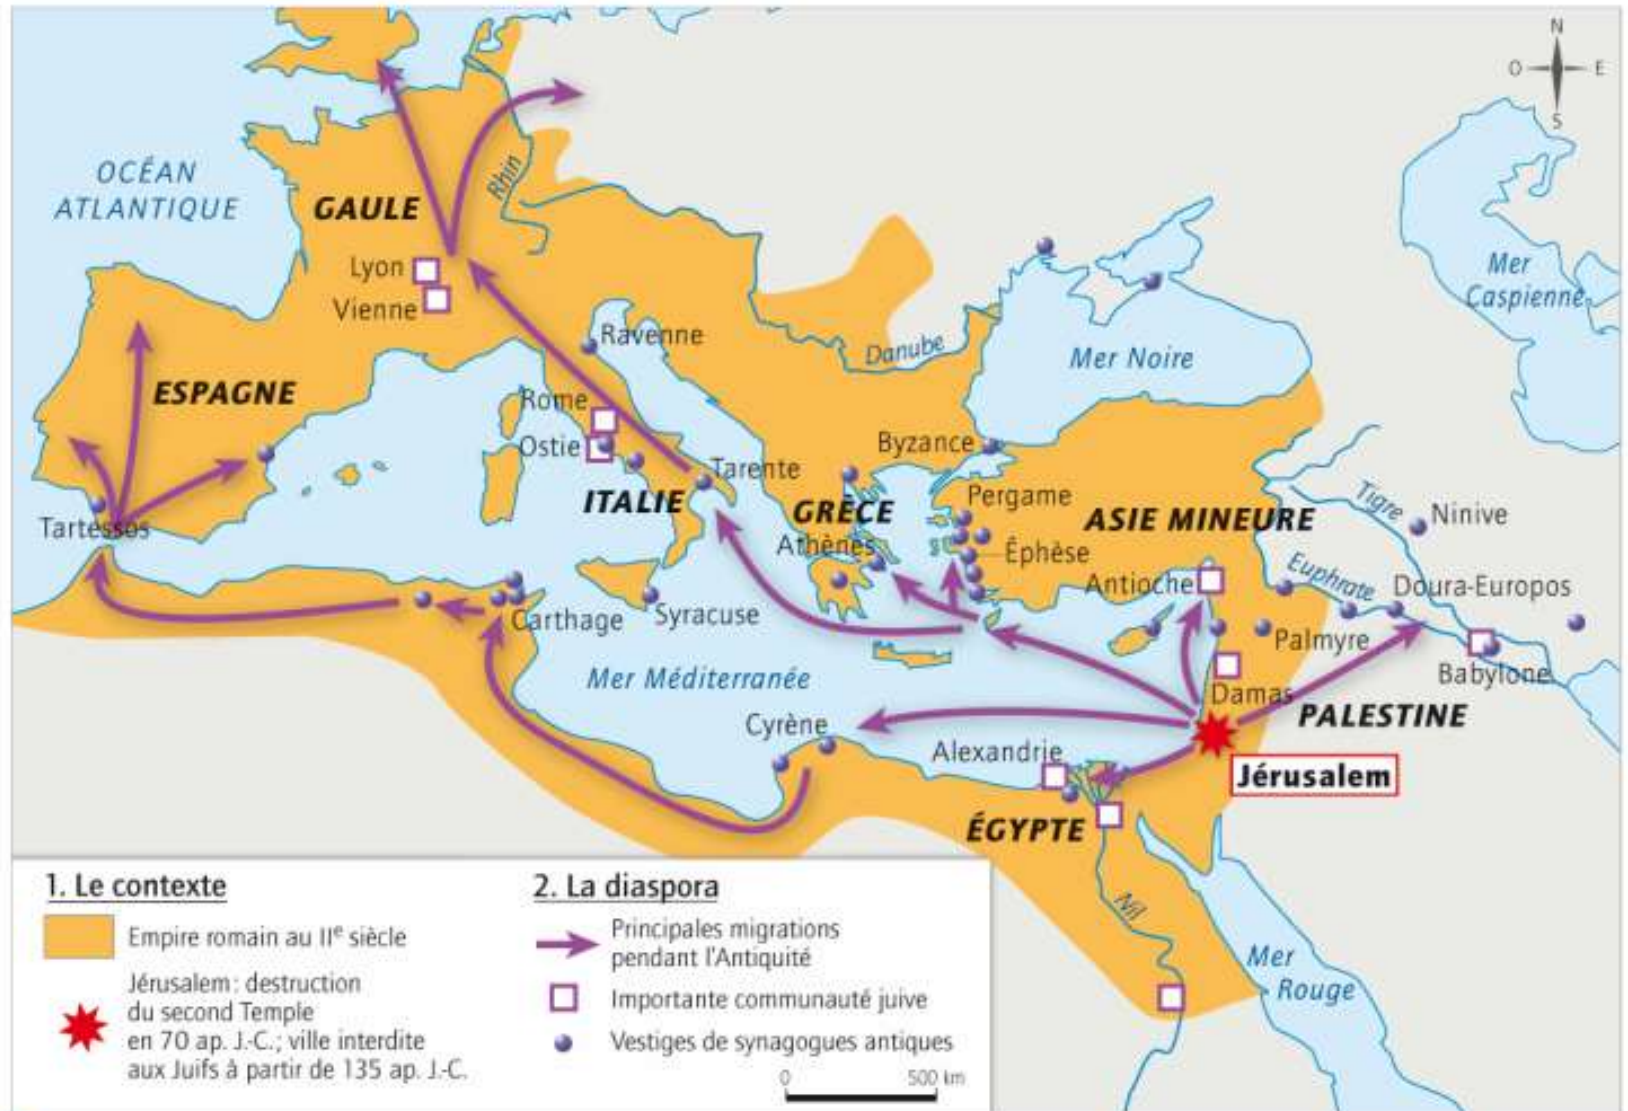 N
O
E
S
OCÉAN
ATLANTIQUE
GAULE
Rhin
Lyon
Vienne
Mer
Caspienne
Ravenne
Danube
Mer Noire
ESPAGNE
Rome
Ostie
Byzance
Tarente
ITALIE
GRÈCE
Pergame
ASIE MINEURE
Tigre
Ninive
Tartessos
Athènes
Éphèse
Antioche
Euphrate
Doura-Europos
Carthage
Syracuse
Palmyre
Mer Méditerranée
Damas
Babylone
Cyrène
PALESTINE
Alexandrie
Jérusalem
ÉGYPTE
Nil
Mer
Rouge
1. Le contexte
Empire romain au IIe siècle
Jérusalem : destruction
du second Temple
en 70 ap. J.-C. ; ville interdite
aux Juifs à partir de 135 ap. J.-C.
2. La diaspora
Principales migrations
pendant l'Antiquité
Importante communauté juive
Vestiges de synagogues antiques
0 500 km